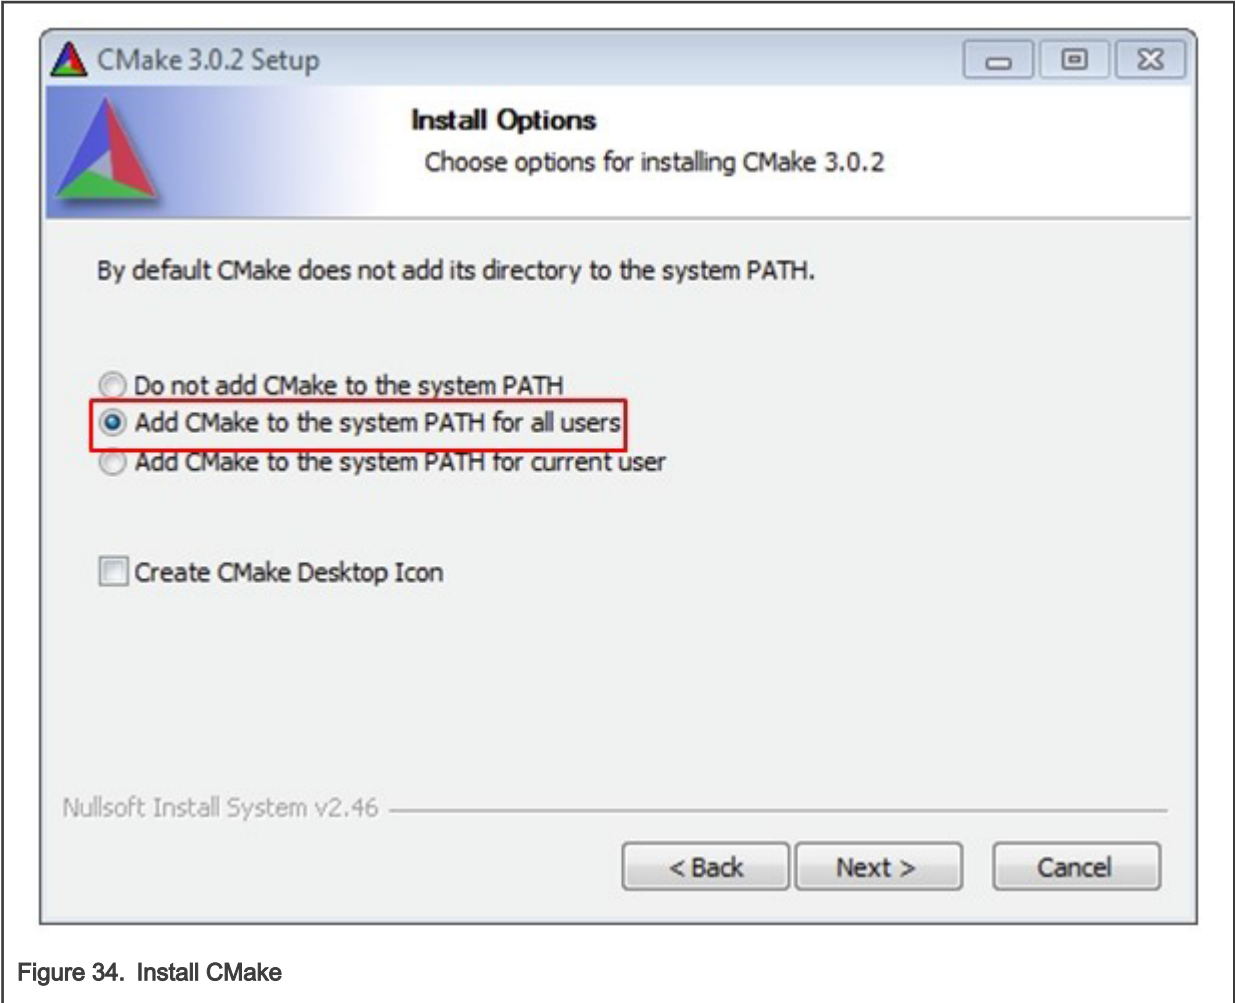 CMake 3.0.2 Setup
Install Options
Choose options for installing CMake 3.0.2
By default CMake does not add its directory to the system PATH.
Do not add CMake to the system PATH
Add CMake to the system PATH for all users
Add CMake to the system PATH for current user
Create CMake Desktop Icon
Nullsoft Install System v2.46
< Back Next > Cancel
Figure 34. Install CMake